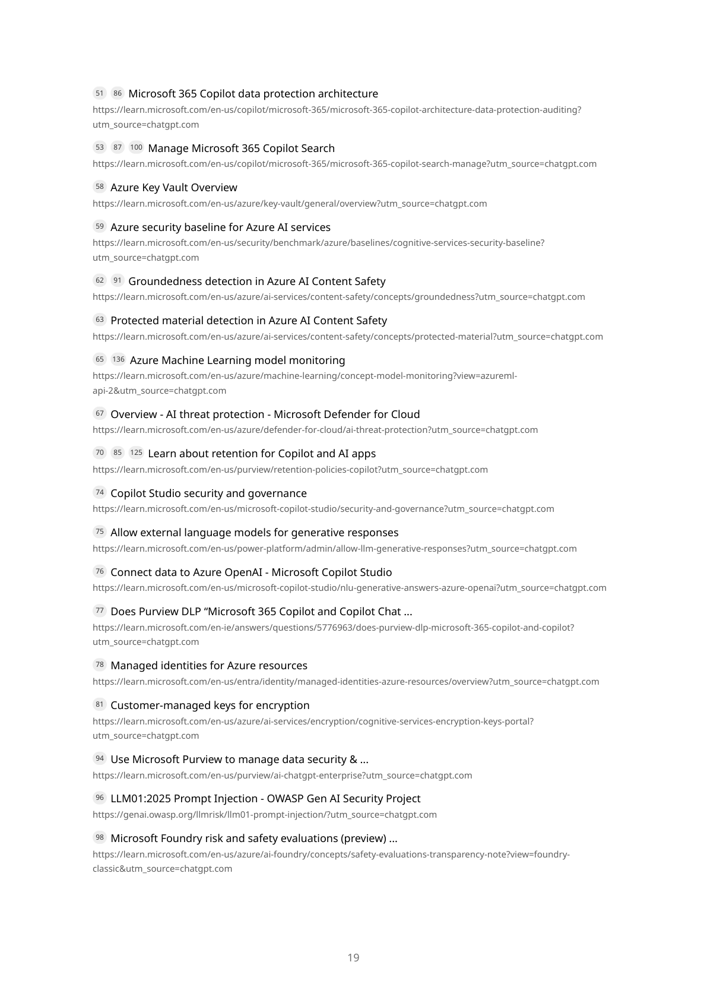 51 86 Microsoft 365 Copilot data protection architecture
https://learn.microsoft.com/en-us/copilot/microsoft-365/microsoft-365-copilot-architecture-data-protection-auditing?
utm_source=chatgpt.com
53 87 100 Manage Microsoft 365 Copilot Search
https://learn.microsoft.com/en-us/copilot/microsoft-365/microsoft-365-copilot-search-manage?utm_source=chatgpt.com
58 Azure Key Vault Overview
https://learn.microsoft.com/en-us/azure/key-vault/general/overview?utm_source=chatgpt.com
59 Azure security baseline for Azure AI services
https://learn.microsoft.com/en-us/security/benchmark/azure/baselines/cognitive-services-security-baseline?
utm_source=chatgpt.com
62 91 Groundedness detection in Azure AI Content Safety
https://learn.microsoft.com/en-us/azure/ai-services/content-safety/concepts/groundedness?utm_source=chatgpt.com
63 Protected material detection in Azure AI Content Safety
https://learn.microsoft.com/en-us/azure/ai-services/content-safety/concepts/protected-material?utm_source=chatgpt.com
65 136 Azure Machine Learning model monitoring
https://learn.microsoft.com/en-us/azure/machine-learning/concept-model-monitoring?view=azureml-
api-2&utm_source=chatgpt.com
67 Overview - AI threat protection - Microsoft Defender for Cloud
https://learn.microsoft.com/en-us/azure/defender-for-cloud/ai-threat-protection?utm_source=chatgpt.com
70 85 125 Learn about retention for Copilot and AI apps
https://learn.microsoft.com/en-us/purview/retention-policies-copilot?utm_source=chatgpt.com
74 Copilot Studio security and governance
https://learn.microsoft.com/en-us/microsoft-copilot-studio/security-and-governance?utm_source=chatgpt.com
75 Allow external language models for generative responses
https://learn.microsoft.com/en-us/power-platform/admin/allow-llm-generative-responses?utm_source=chatgpt.com
76 Connect data to Azure OpenAI - Microsoft Copilot Studio
https://learn.microsoft.com/en-us/microsoft-copilot-studio/nlu-generative-answers-azure-openai?utm_source=chatgpt.com
77 Does Purview DLP “Microsoft 365 Copilot and Copilot Chat ...
https://learn.microsoft.com/en-ie/answers/questions/5776963/does-purview-dlp-microsoft-365-copilot-and-copilot?
utm_source=chatgpt.com
78 Managed identities for Azure resources
https://learn.microsoft.com/en-us/entra/identity/managed-identities-azure-resources/overview?utm_source=chatgpt.com
81 Customer-managed keys for encryption
https://learn.microsoft.com/en-us/azure/ai-services/encryption/cognitive-services-encryption-keys-portal?
utm_source=chatgpt.com
94 Use Microsoft Purview to manage data security & ...
https://learn.microsoft.com/en-us/purview/ai-chatgpt-enterprise?utm_source=chatgpt.com
96 LLM01:2025 Prompt Injection - OWASP Gen AI Security Project
https://genai.owasp.org/llmrisk/llm01-prompt-injection/?utm_source=chatgpt.com
98 Microsoft Foundry risk and safety evaluations (preview) ...
https://learn.microsoft.com/en-us/azure/ai-foundry/concepts/safety-evaluations-transparency-note?view=foundry-
classic&utm_source=chatgpt.com
19